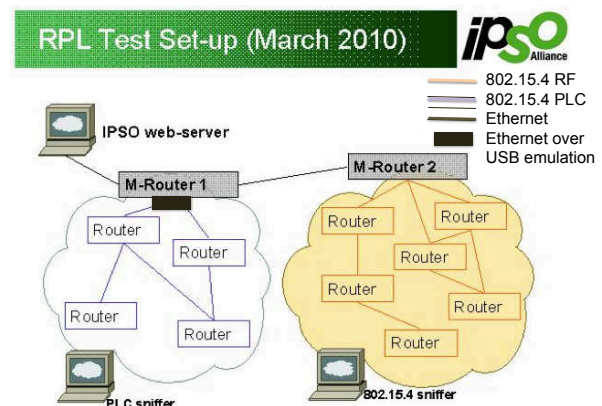 RPL Test Set-up (March 2010)
ipso
Alliance
802.15.4 RF
802.15.4 PLC
Ethernet
Ethernet over
USB emulation
IPSO web-server
M-Router 1
M-Router 2
Router
Router
Router
Router
Router
Router
Router
Router
Router
Router
PLC sniffer
802.15.4 sniffer